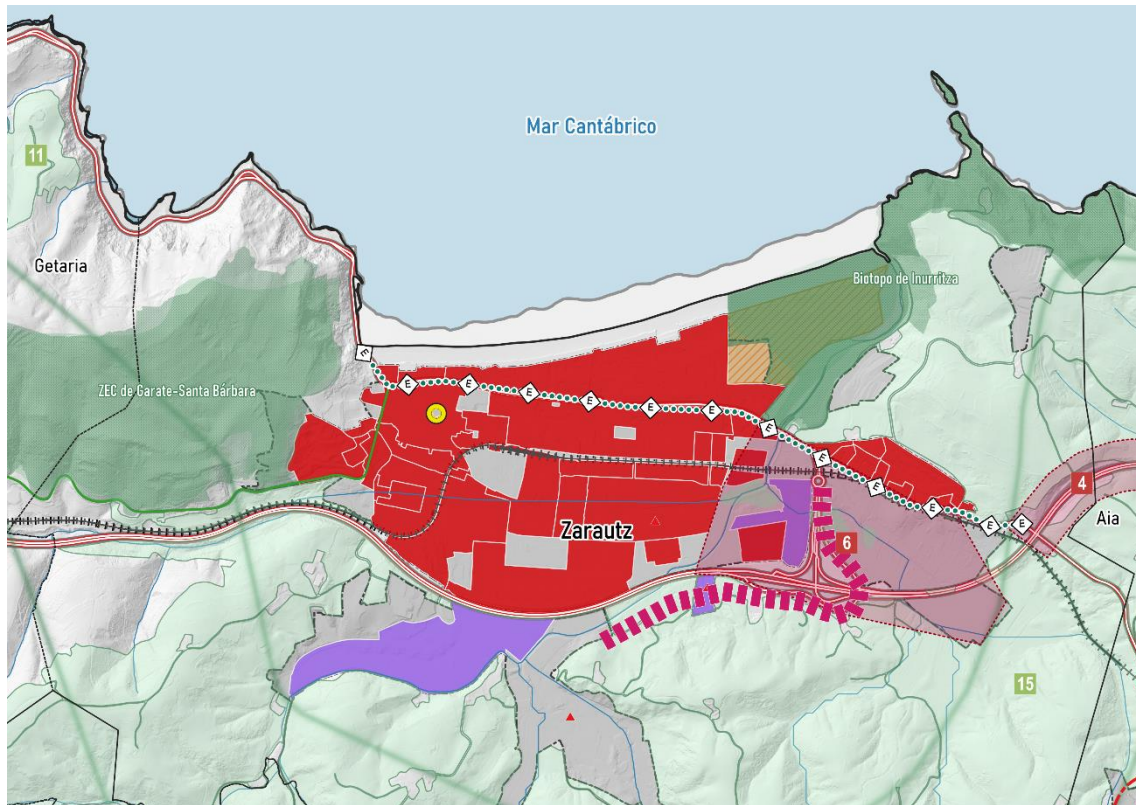 Mar Cantábrico
11
Getaria
Biotopo de Inurritza
ZEC de Garate-Santa Bárbara
E
E
E
E
E
E
E
E
E
E
E
E
E
4
Aia
Zarautz
6
15